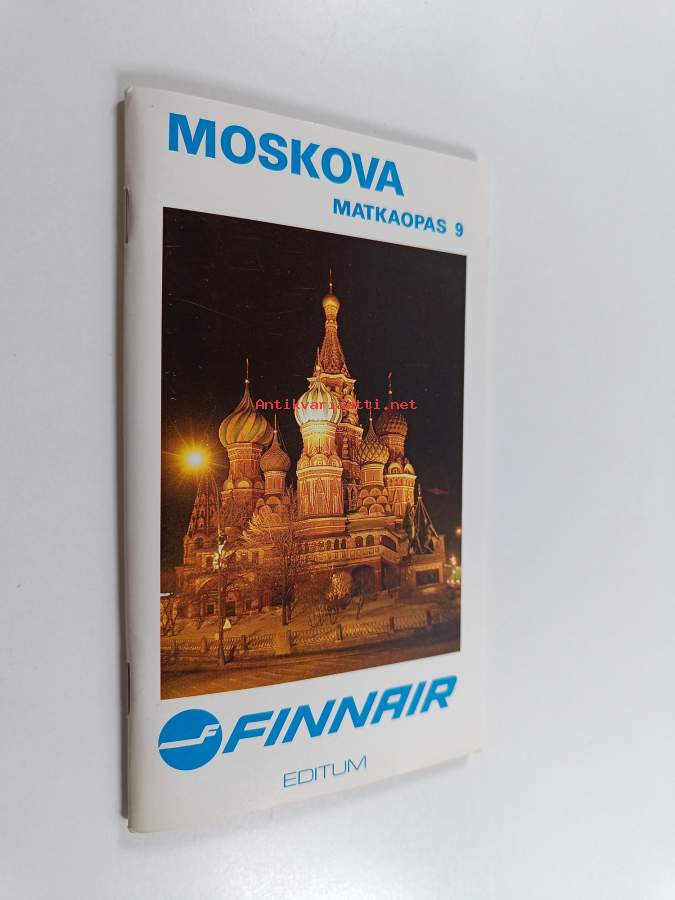 MOSKOVA
MATKAOPAS 9
Antikvariaatti.net
FINNAIR
EDITUM